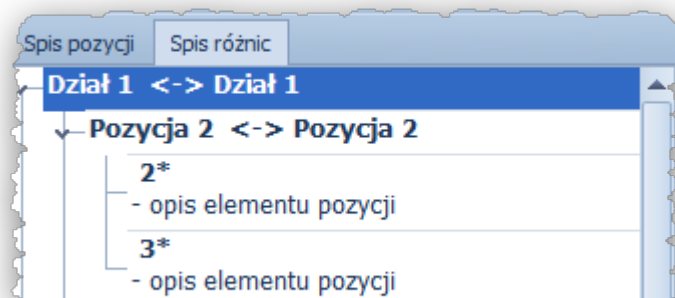 Spis pozycji Spis różnic
Dział 1 <-> Dział 1
Pozycja 2 <-> Pozycja 2
2*
- opis elementu pozycji
3*
- opis elementu pozycji